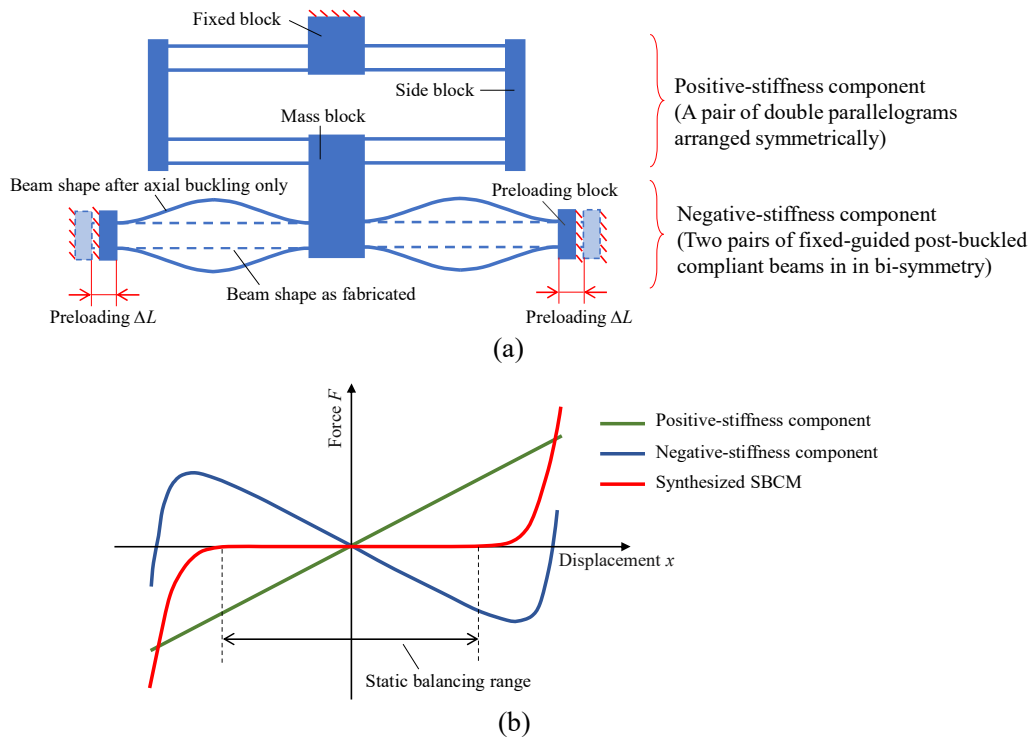 Fixed block
Side block
Mass block
Positive-stiffness component
(A pair of double parallelograms
arranged symmetrically)
Beam shape after axial buckling only
Preloading block
Negative-stiffness component
(Two pairs of fixed-guided post-buckled
compliant beams in in bi-symmetry)
Beam shape as fabricated
Preloading ΔL
Preloading ΔL
(a)
Force F
Positive-stiffness component
Negative-stiffness component
Synthesized SBCM
Displacement x
Static balancing range
(b)